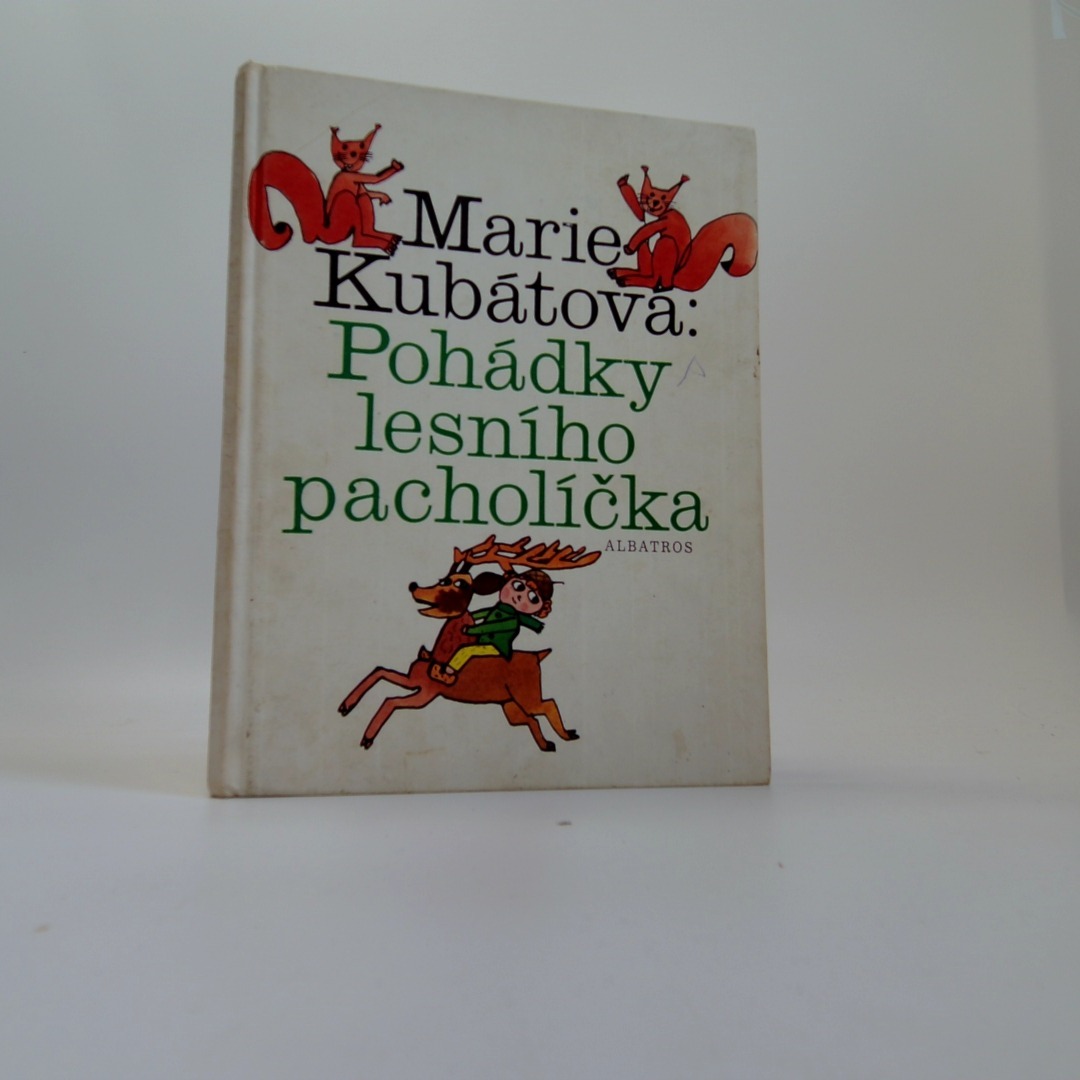 Marie
Kubátová:
Pohádky
lesního
pacholíčka
ALBATROS